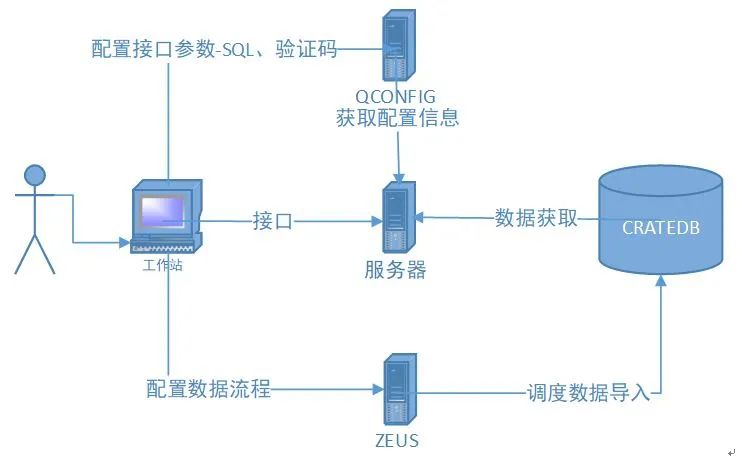 配置接口参数-SQL、验证码
QCONFIG
获取配置信息
接口
数据获取
CRATEDB
工作站
服务器
配置数据流程
调度数据导入
ZEUS